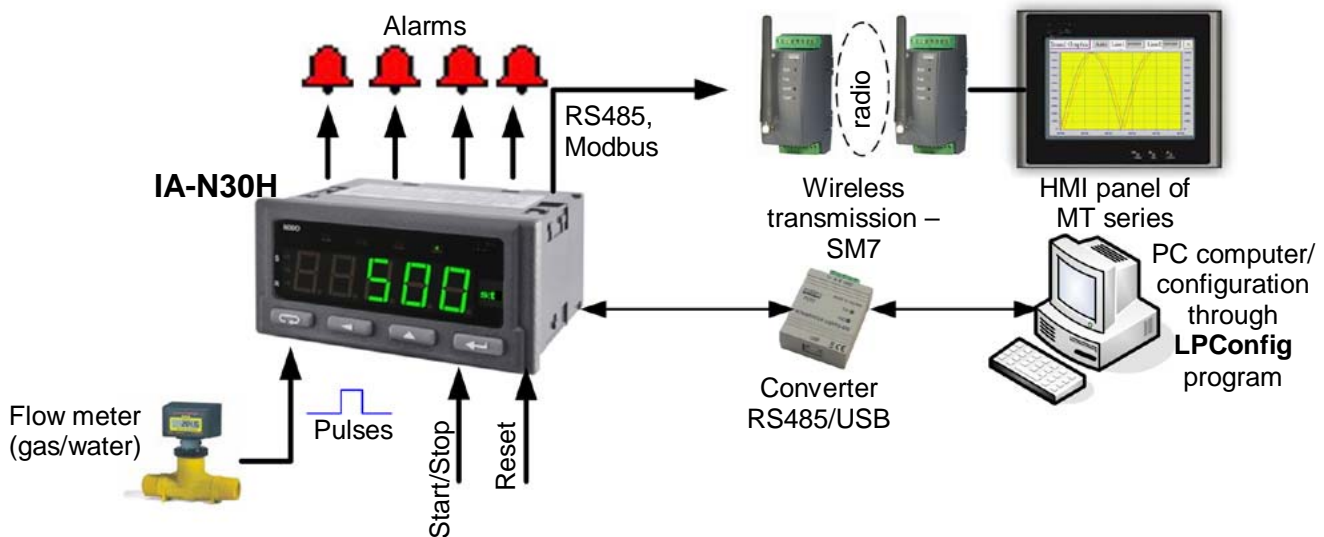 Alarms
RS485,
Modbus
radio
IA-N30H
Wireless
transmission –
SM7
HMI panel of
MT series
500
st
PC computer/
configuration
through
LPConfig
program
Converter
RS485/USB
Flow meter
(gas/water)
Pulses
Start/Stop
Reset